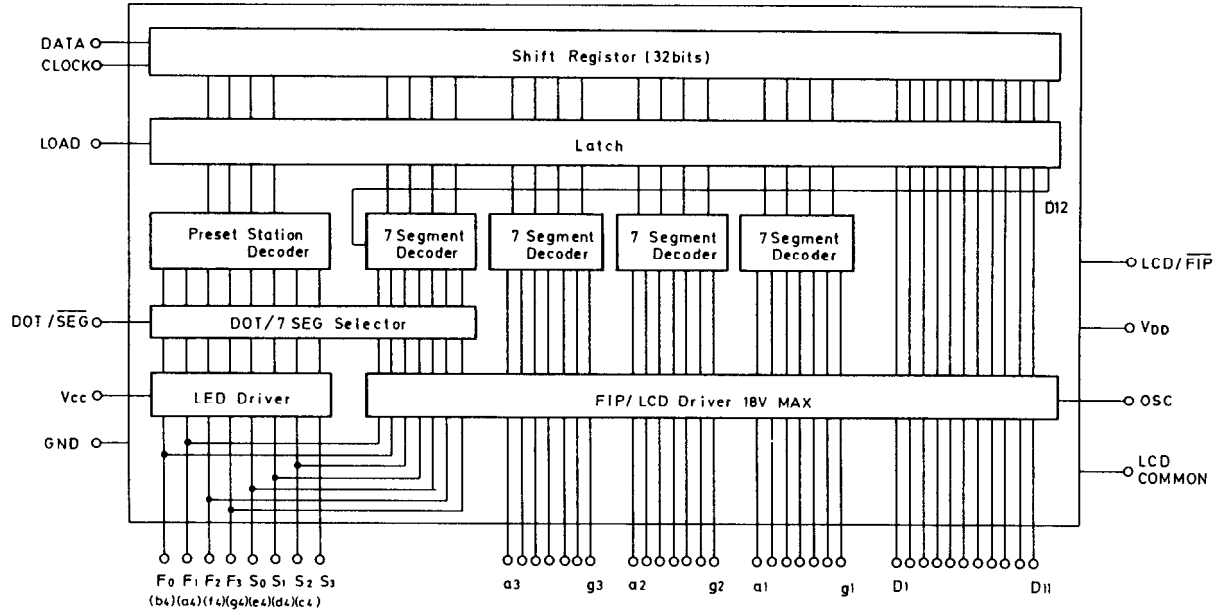 DATA
CLOCK
Shift Registor (32bits)
LOAD
Latch
D12
Preset Station
Decoder
7 Segment
Decoder
7 Segment
Decoder
7 Segment
Decoder
7 Segment
Decoder
LCD/FIP
DOT/SEG
DOT/7 SEG Selector
VDD
Vcc
LED Driver
FIP/LCD Driver 18V MAX
OSC
GND
LCD
COMMON
F0 F1 F2 F3 S0 S1 S2 S3
(b4)(a4)(f4)(g4)(e4)(d4)(c4)
a3 g3 a2 g2 a1 g1 D1 D11